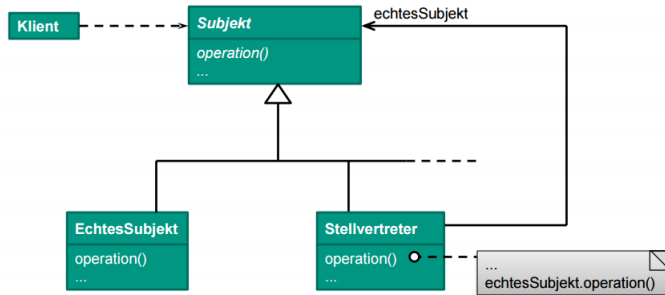 Klient
Subjekt
operation()
...
echtesSubjekt
EchtesSubjekt
operation()
...
Stellvertreter
operation()
...
...
echtesSubjekt.operation()